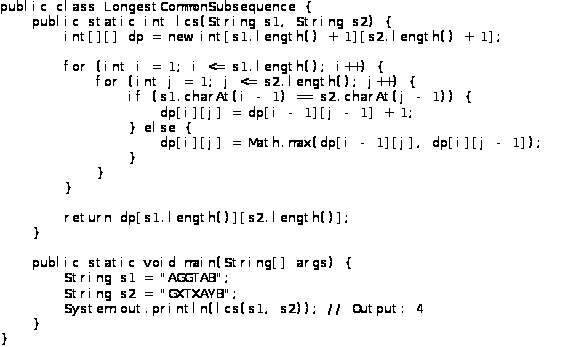 public class LongestCommonSubsequence {
    public static int lcs(String s1, String s2) {
        int[][] dp = new int[s1.length() + 1][s2.length() + 1];

        for (int i = 1; i <= s1.length(); i++) {
            for (int j = 1; j <= s2.length(); j++) {
                if (s1.charAt(i - 1) == s2.charAt(j - 1)) {
                    dp[i][j] = dp[i - 1][j - 1] + 1;
                } else {
                    dp[i][j] = Math.max(dp[i - 1][j], dp[i][j - 1]);
                }
            }
        }

        return dp[s1.length()][s2.length()];
    }

    public static void main(String[] args) {
        String s1 = "AGGTAB";
        String s2 = "GXTXAYB";
        System.out.println(lcs(s1, s2)); // Output: 4
    }
}